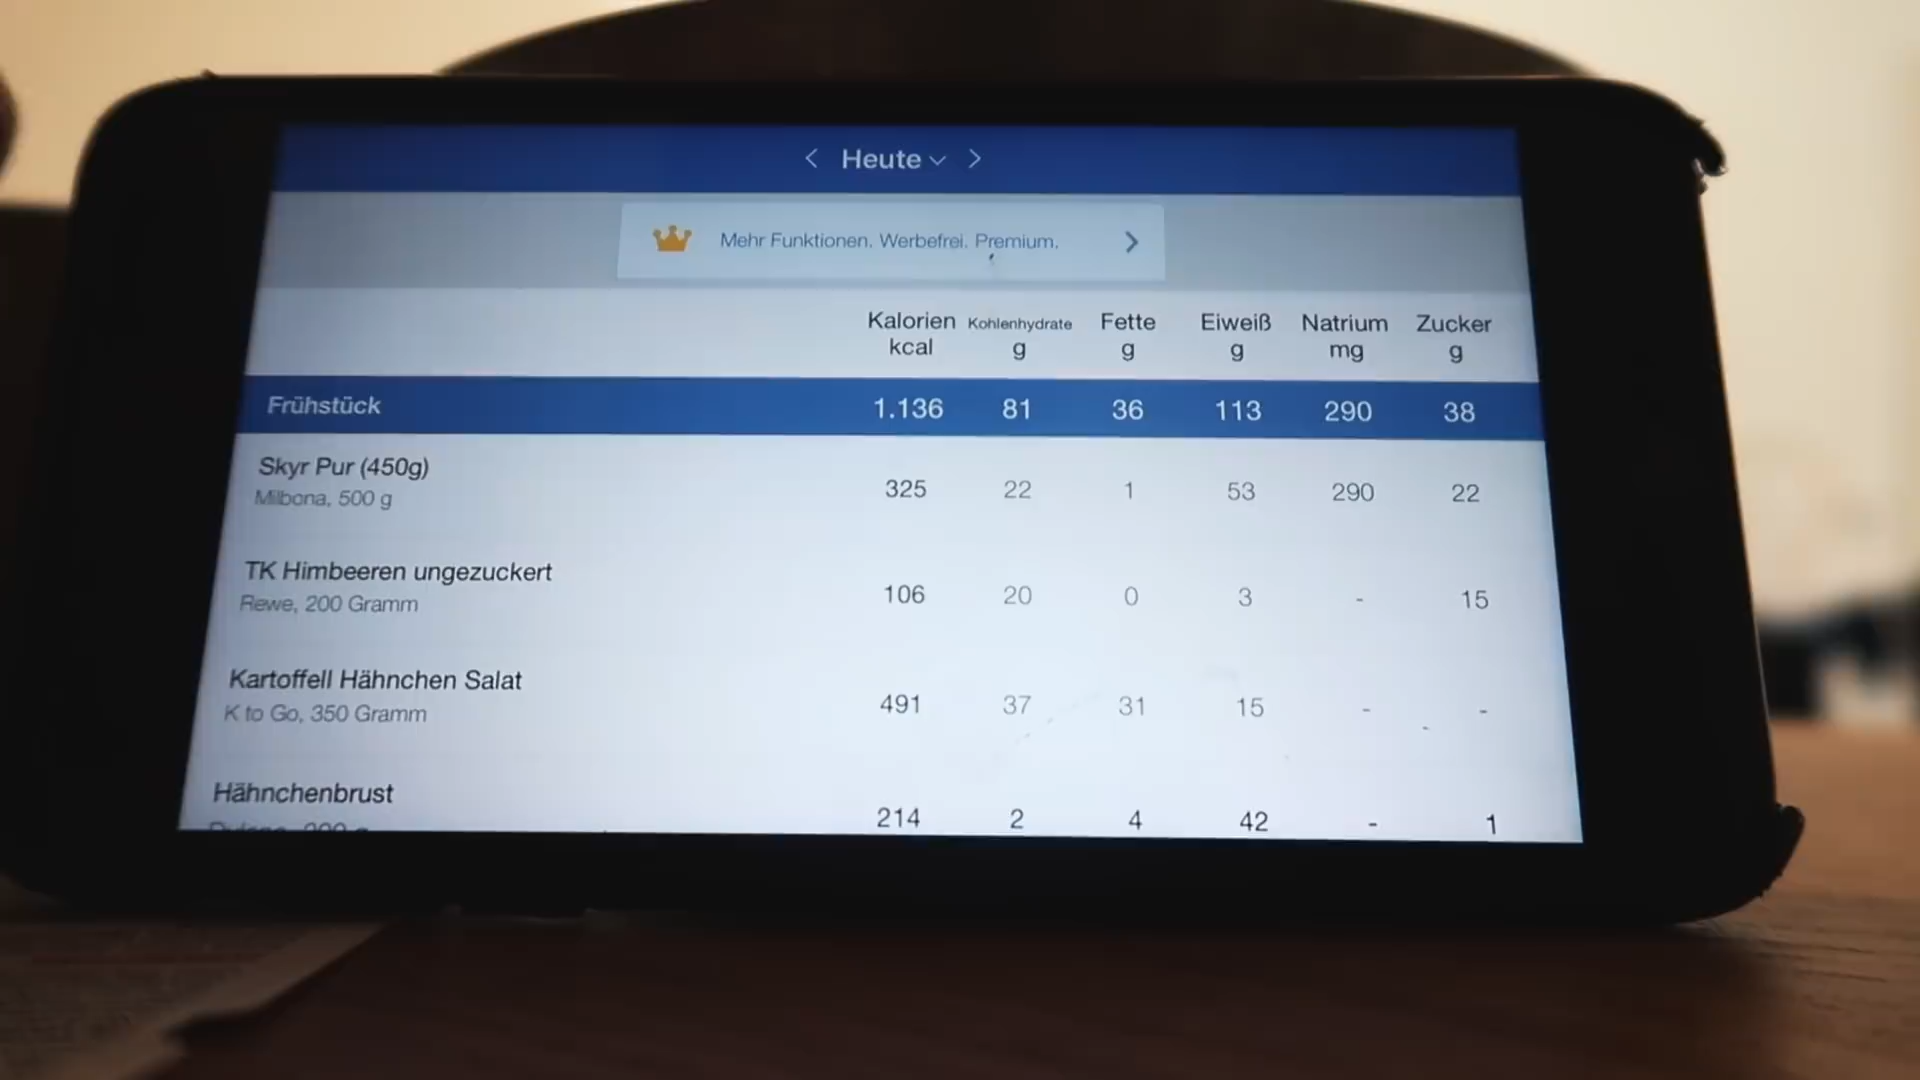 Heute
Mehr Funktionen. Werbefrei. Premium.
Kalorien Kohlenhydrate Fette Eiweiß Natrium Zucker
kcal g g g mg g
Frühstück 1.136 81 36 113 290 38
Skyr Pur (450g)
Milbona, 500 g
325 22 1 53 290 22
TK Himbeeren ungezuckert
Rewe, 200 Gramm
106 20 0 3 - 15
Kartoffell Hähnchen Salat
K to Go, 350 Gramm
491 37 31 15 - -
Hähnchenbrust
214 2 4 42 - 1